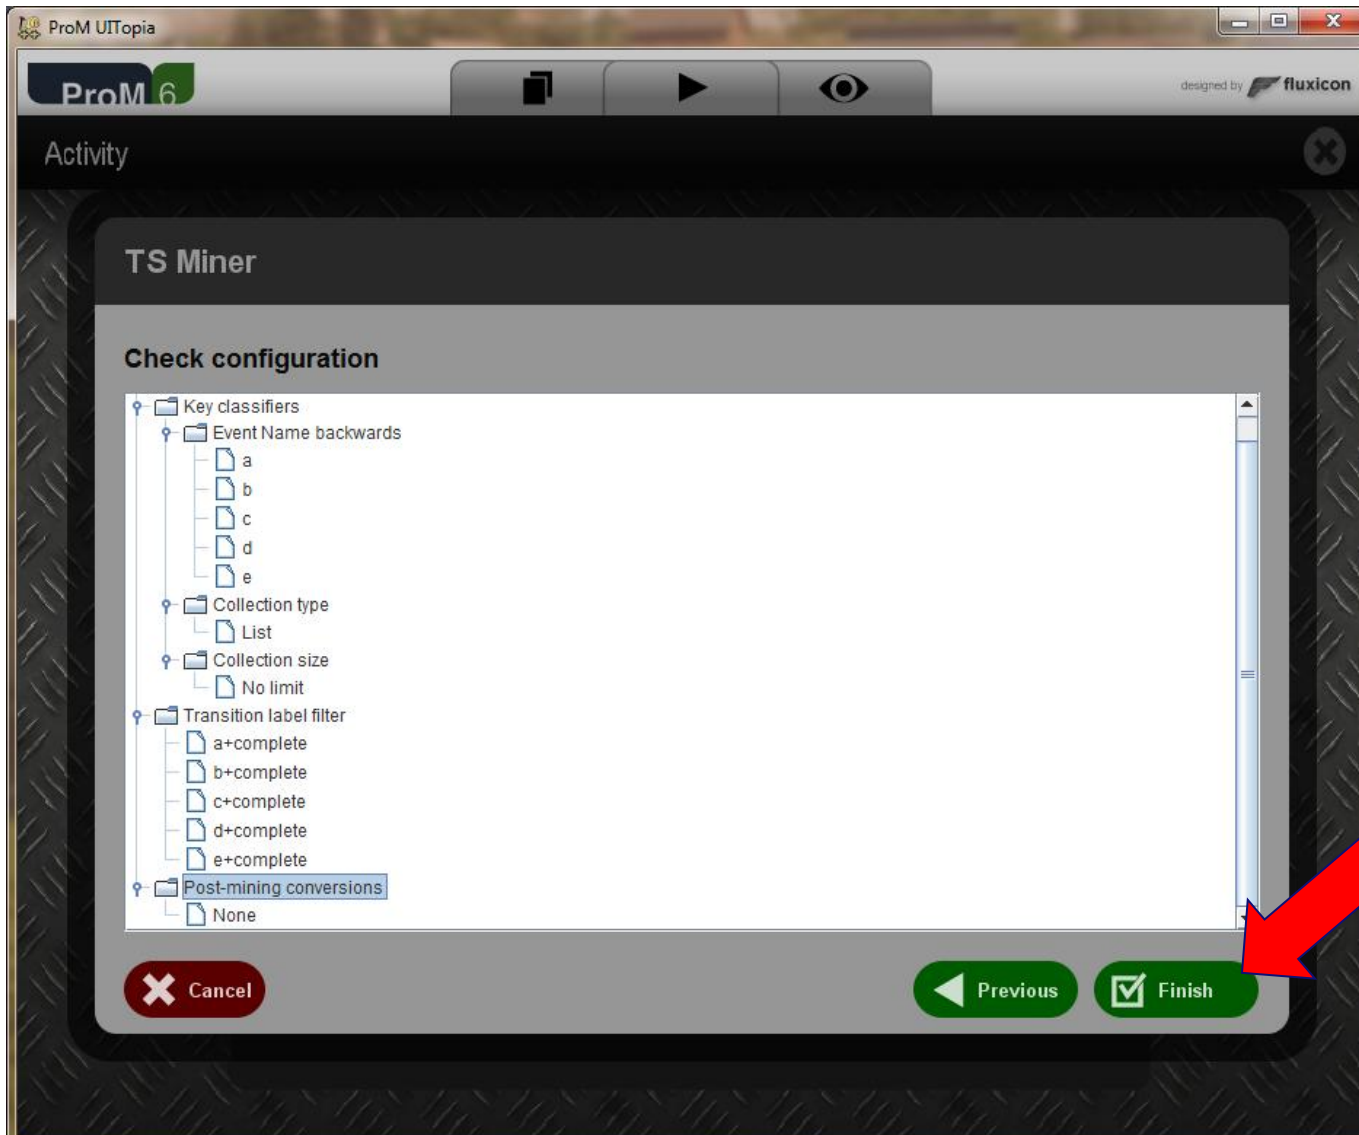 ProM UITopia
ProM 6
designed by fluxicon
Activity
TS Miner
Check configuration
Key classifiers
Event Name backwards
a
b
c
d
e
Collection type
List
Collection size
No limit
Transition label filter
a+complete
b+complete
c+complete
d+complete
e+complete
Post-mining conversions
None
Cancel
Previous
Finish